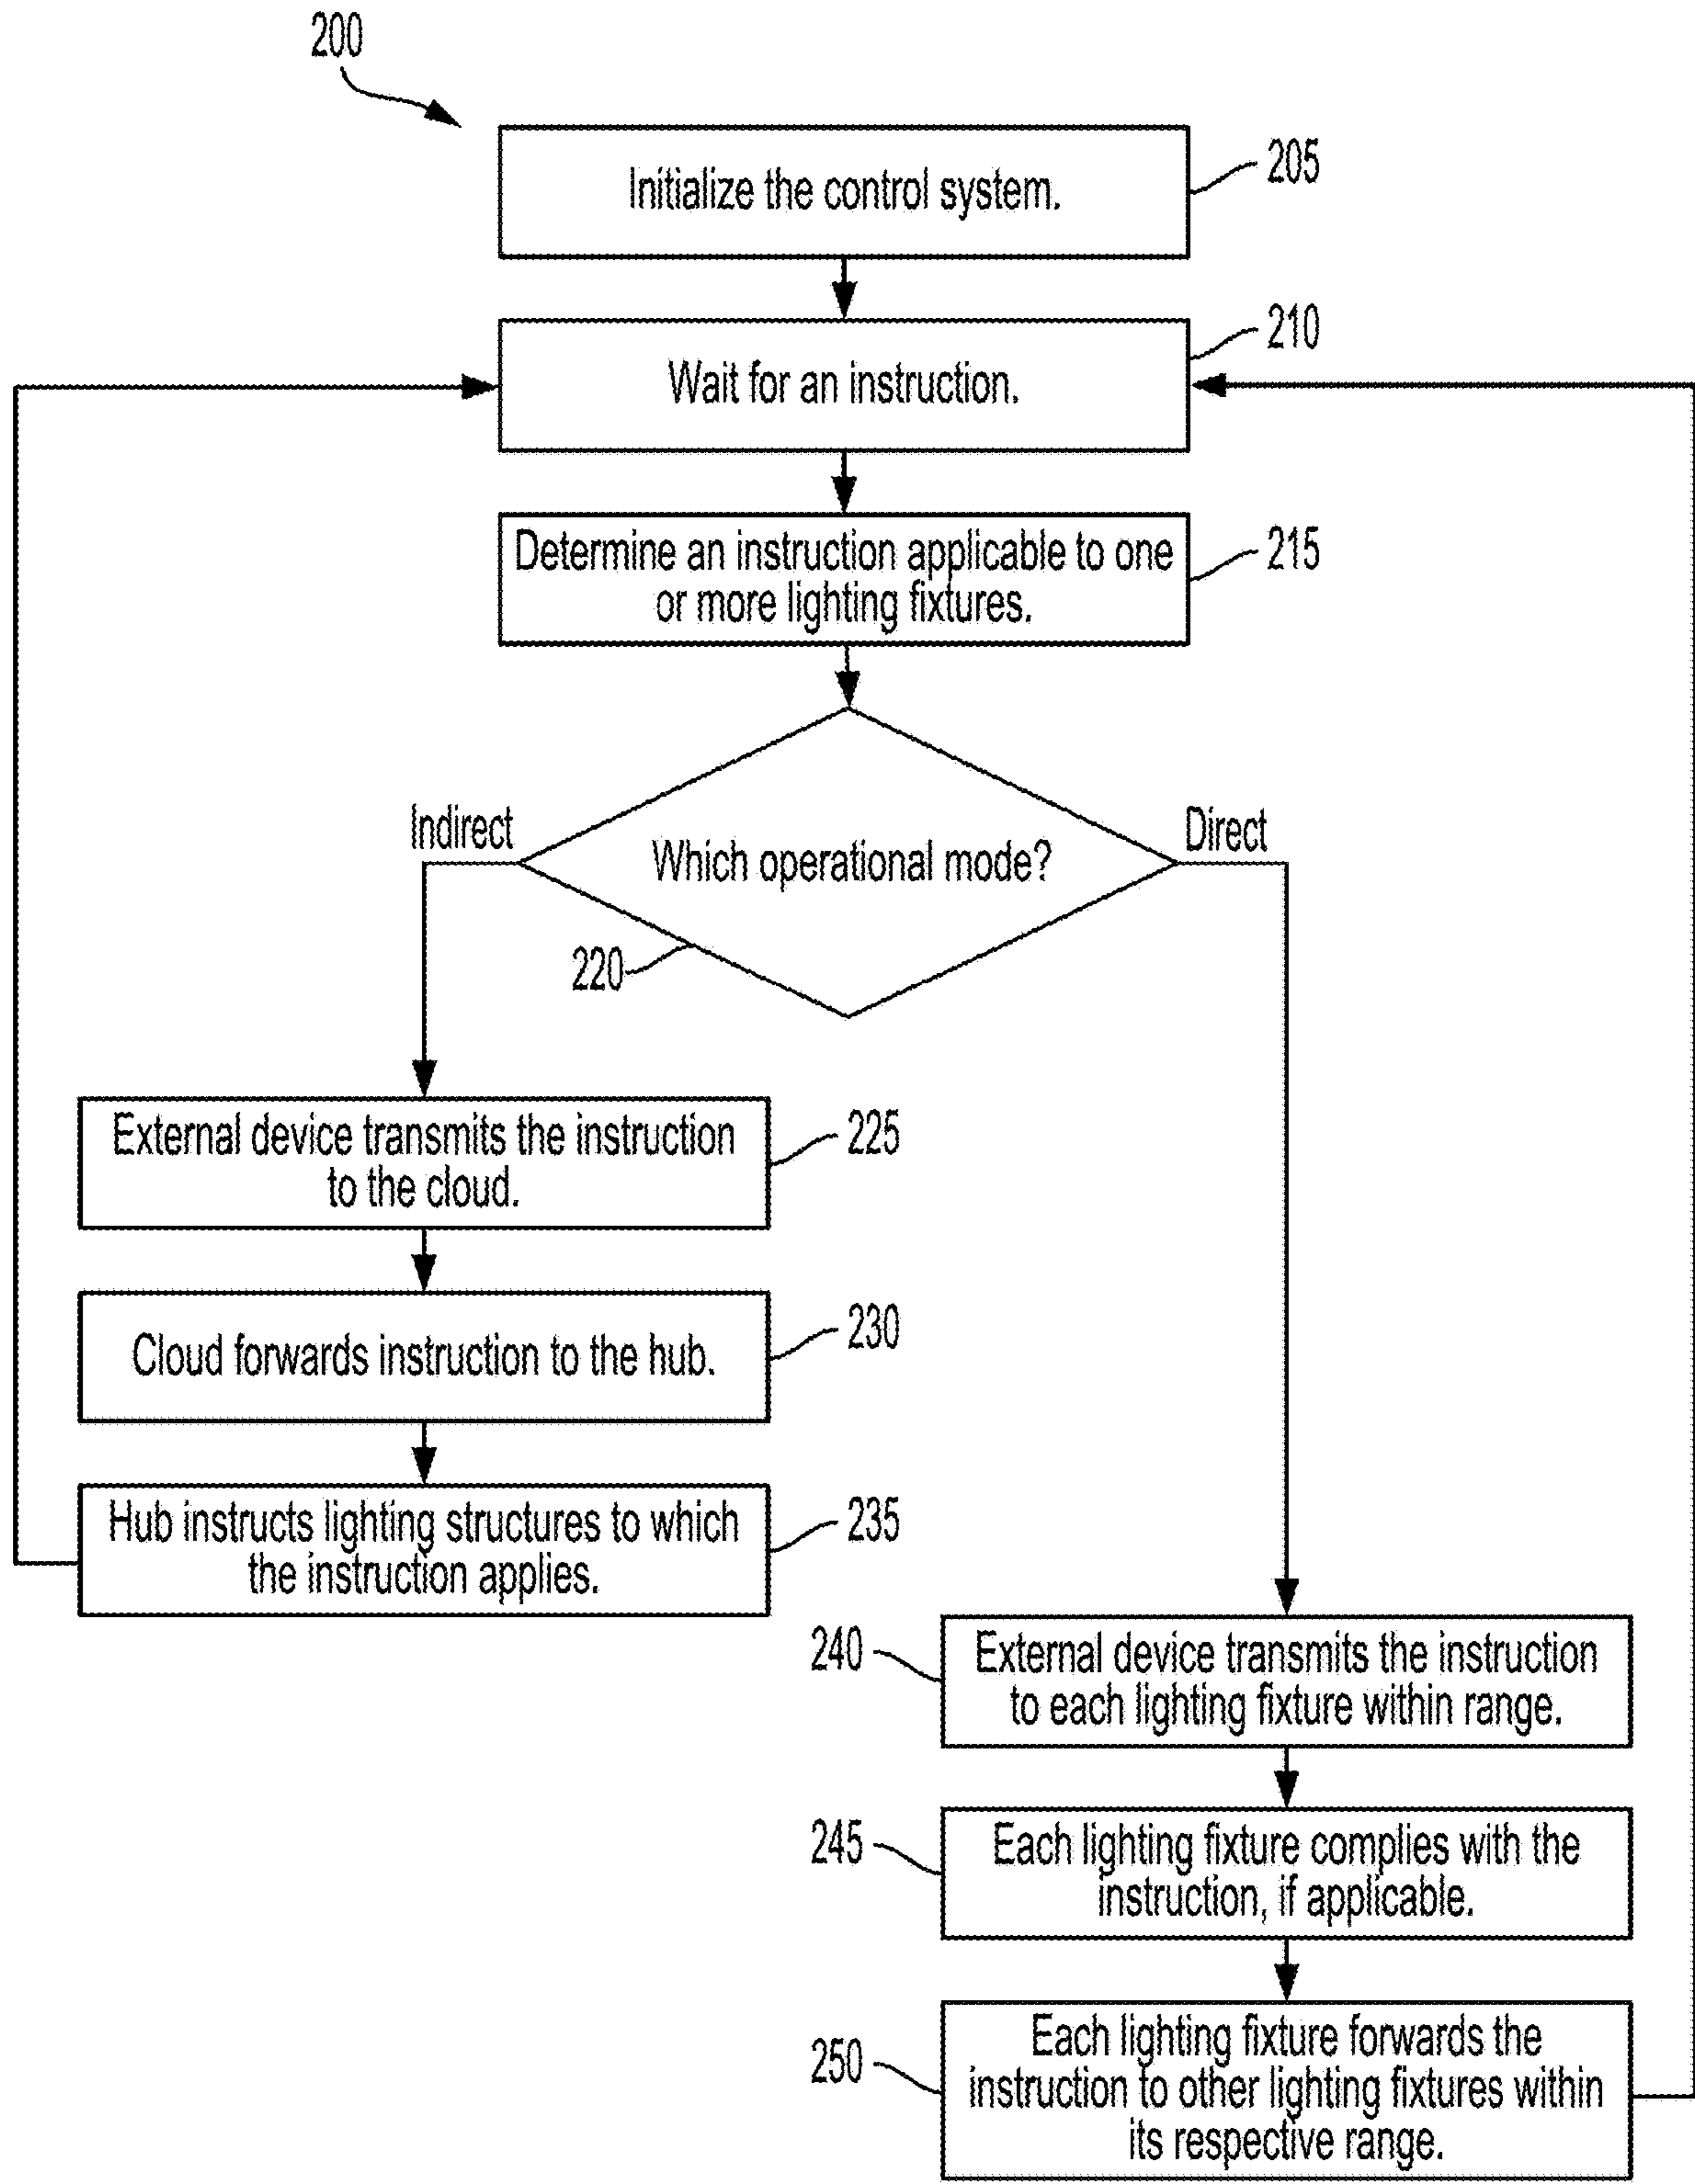 200
Initialize the control system.
205
Wait for an instruction.
210
Determine an instruction applicable to one
or more lighting fixtures.
215
Indirect
Which operational mode?
Direct
220
External device transmits the instruction
to the cloud.
225
Cloud forwards instruction to the hub.
230
Hub instructs lighting structures to which
the instruction applies.
235
240
External device transmits the instruction
to each lighting fixture within range.
245
Each lighting fixture complies with the
instruction, if applicable.
250
Each lighting fixture forwards the
instruction to other lighting fixtures within
its respective range.